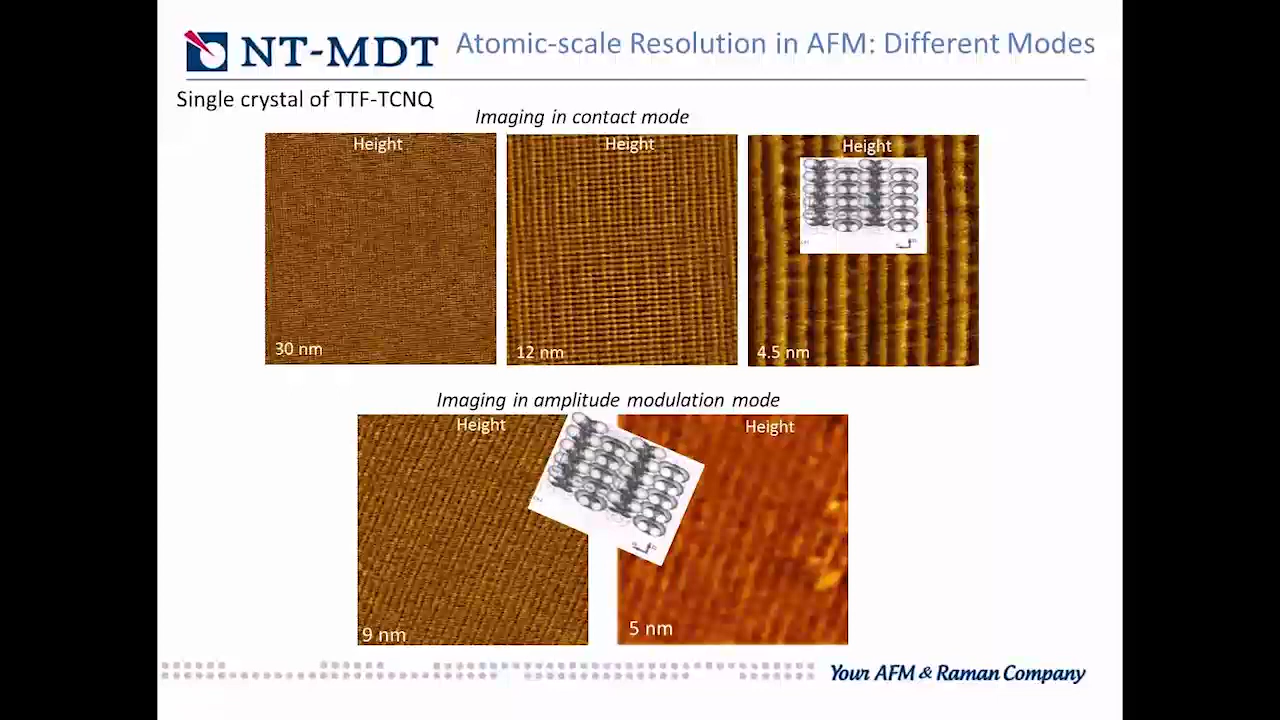 NT-MDT
Atomic-scale Resolution in AFM: Different Modes
Single crystal of TTF-TCNQ
Imaging in contact mode
Height
Height
Height
30 nm
12 nm
4.5 nm
Imaging in amplitude modulation mode
Height
Height
9 nm
5 nm
Your AFM & Raman Company